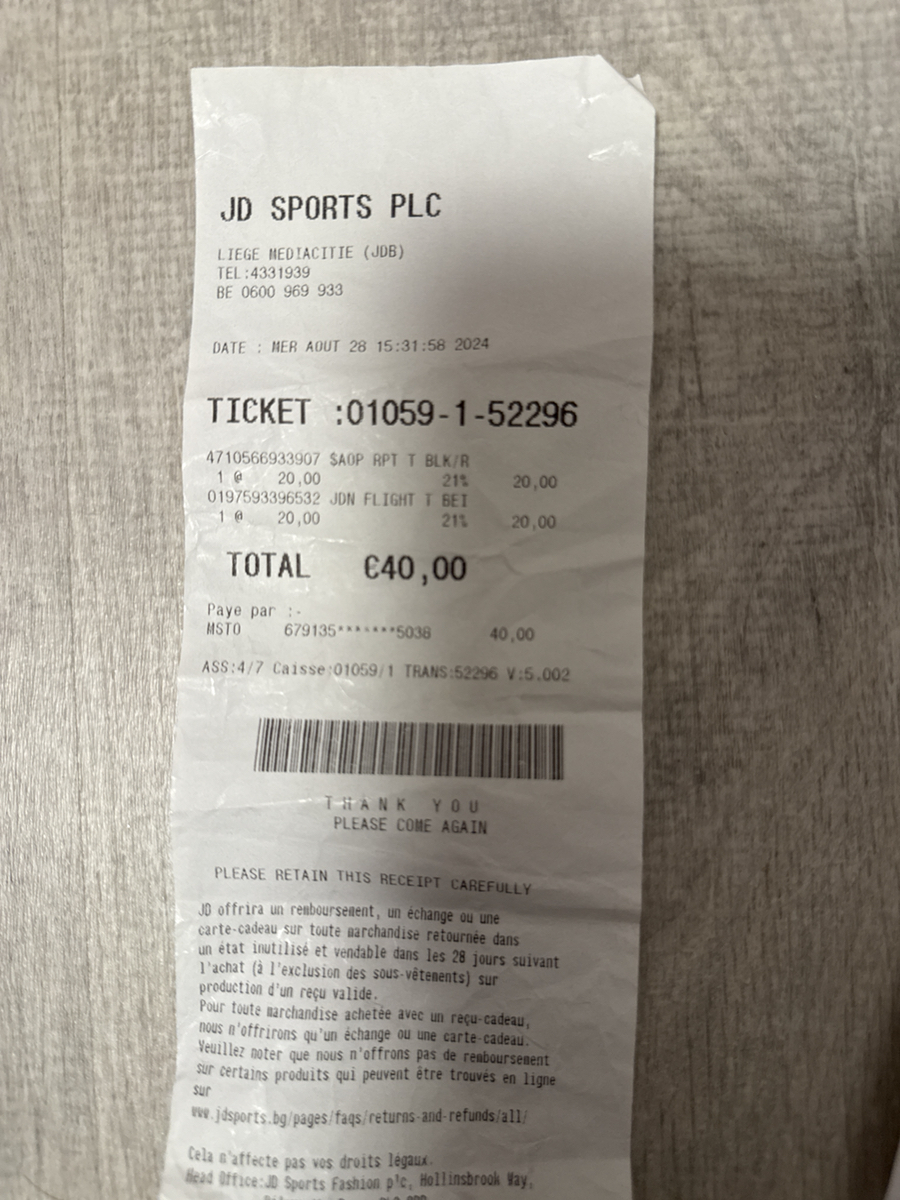 JD SPORTS PLC
LIEGE MEDIACITIE (JDB)
TEL:4331939
BE 0600 969 933
DATE : MER AOUT 28 15:31:58 2024
TICKET :01059-1-52296
4710566933907 $AOP RPT T BLK/R
1 @ 20,00 21% 20,00
0197593396532 JDN FLIGHT T BEI
1 @ 20,00 21% 20,00
TOTAL €40,00
Paye par :-
MSTO 679135*******5038 40,00
ASS:4/7 Caisse:01059/1 TRANS:52296 V:5.002
THANK YOU
PLEASE COME AGAIN
PLEASE RETAIN THIS RECEIPT CAREFULLY
JD offrira un remboursement, un échange ou une
carte-cadeau sur toute marchandise retournée dans
un état inutilisé et vendable dans les 28 jours suivant
l'achat (à l'exclusion des sous-vêtements) sur
production d'un reçu valide.
Pour toute marchandise achetée avec un reçu-cadeau,
nous n'offrirons qu'un échange ou une carte-cadeau.
Veuillez noter que nous n'offrons pas de remboursement
sur certains produits qui peuvent être trouvés en ligne
sur
www.jdsports.bg/pages/faqs/returns-and-refunds/all/
Cela n'affecte pas vos droits légaux.
Head Office:JD Sports Fashion plc, Hollinsbrook Way,